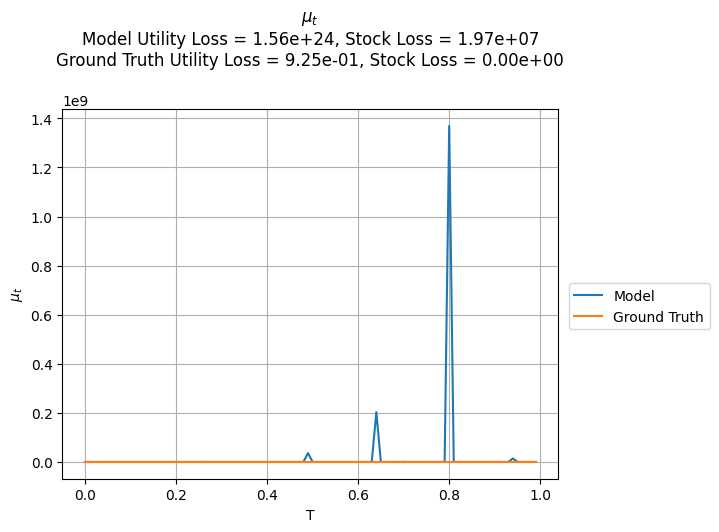 μ_t
Model Utility Loss = 1.56e+24, Stock Loss = 1.97e+07
Ground Truth Utility Loss = 9.25e-01, Stock Loss = 0.00e+00
1e9
1.4
1.2
1.0
0.8
0.6
0.4
0.2
0.0
μ_t
0.0 0.2 0.4 0.6 0.8 1.0
T
Model
Ground Truth